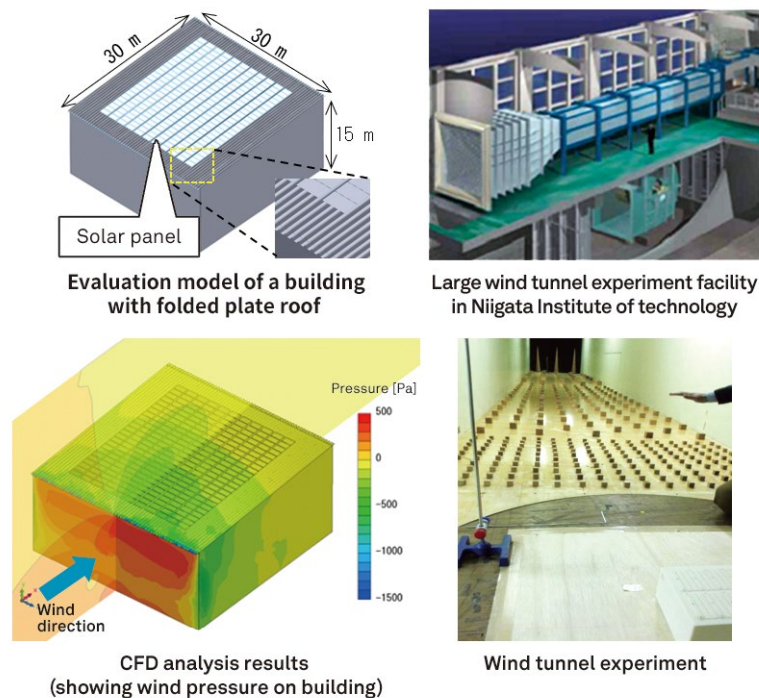 30 m
30 m
15 m
Solar panel
Evaluation model of a building
with folded plate roof
Large wind tunnel experiment facility
in Niigata Institute of technology
Pressure [Pa]
500
0
-500
-1000
-1500
Wind
direction
CFD analysis results
(showing wind pressure on building)
Wind tunnel experiment